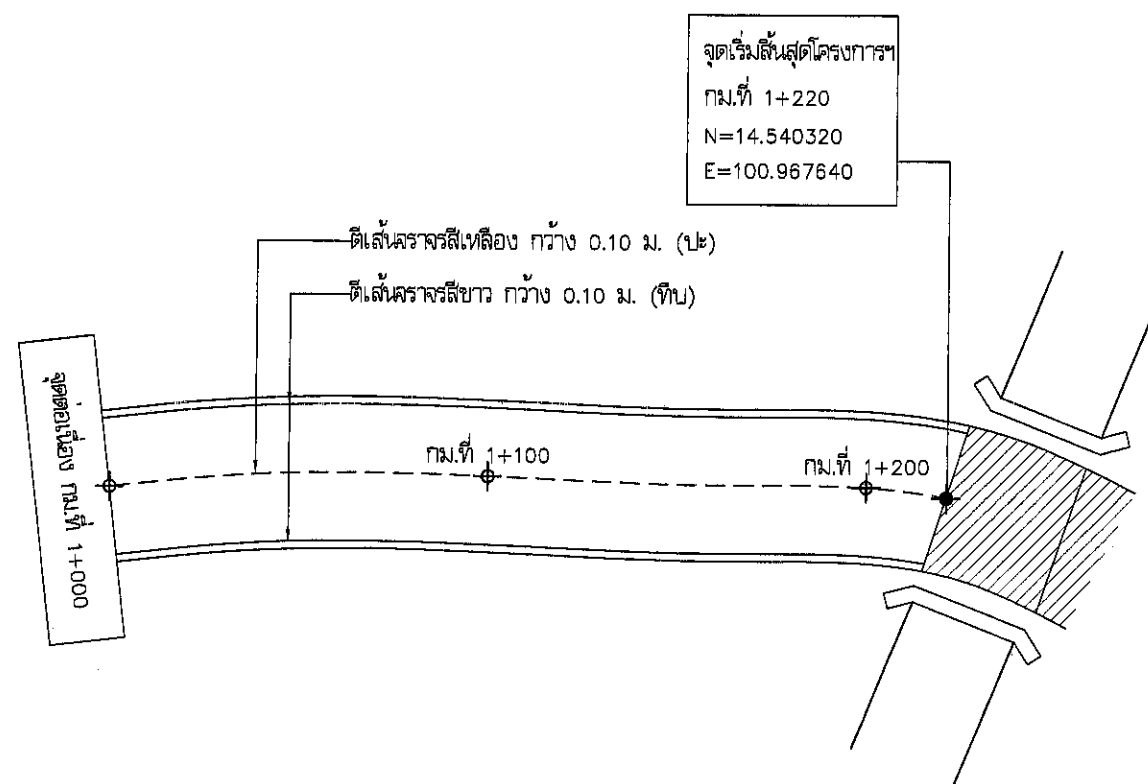 จุดเริ่มสิ้นสุดโครงการฯ
กม.ที่ 1+220
N=14.540320
E=100.967640
ตีเส้นจราจรสีเหลือง กว้าง 0.10 ม. (ปะ)
ตีเส้นจราจรสีขาว กว้าง 0.10 ม. (ทึบ)
จุดต่อเนื่อง กม.ที่ 1+000
กม.ที่ 1+100
กม.ที่ 1+200